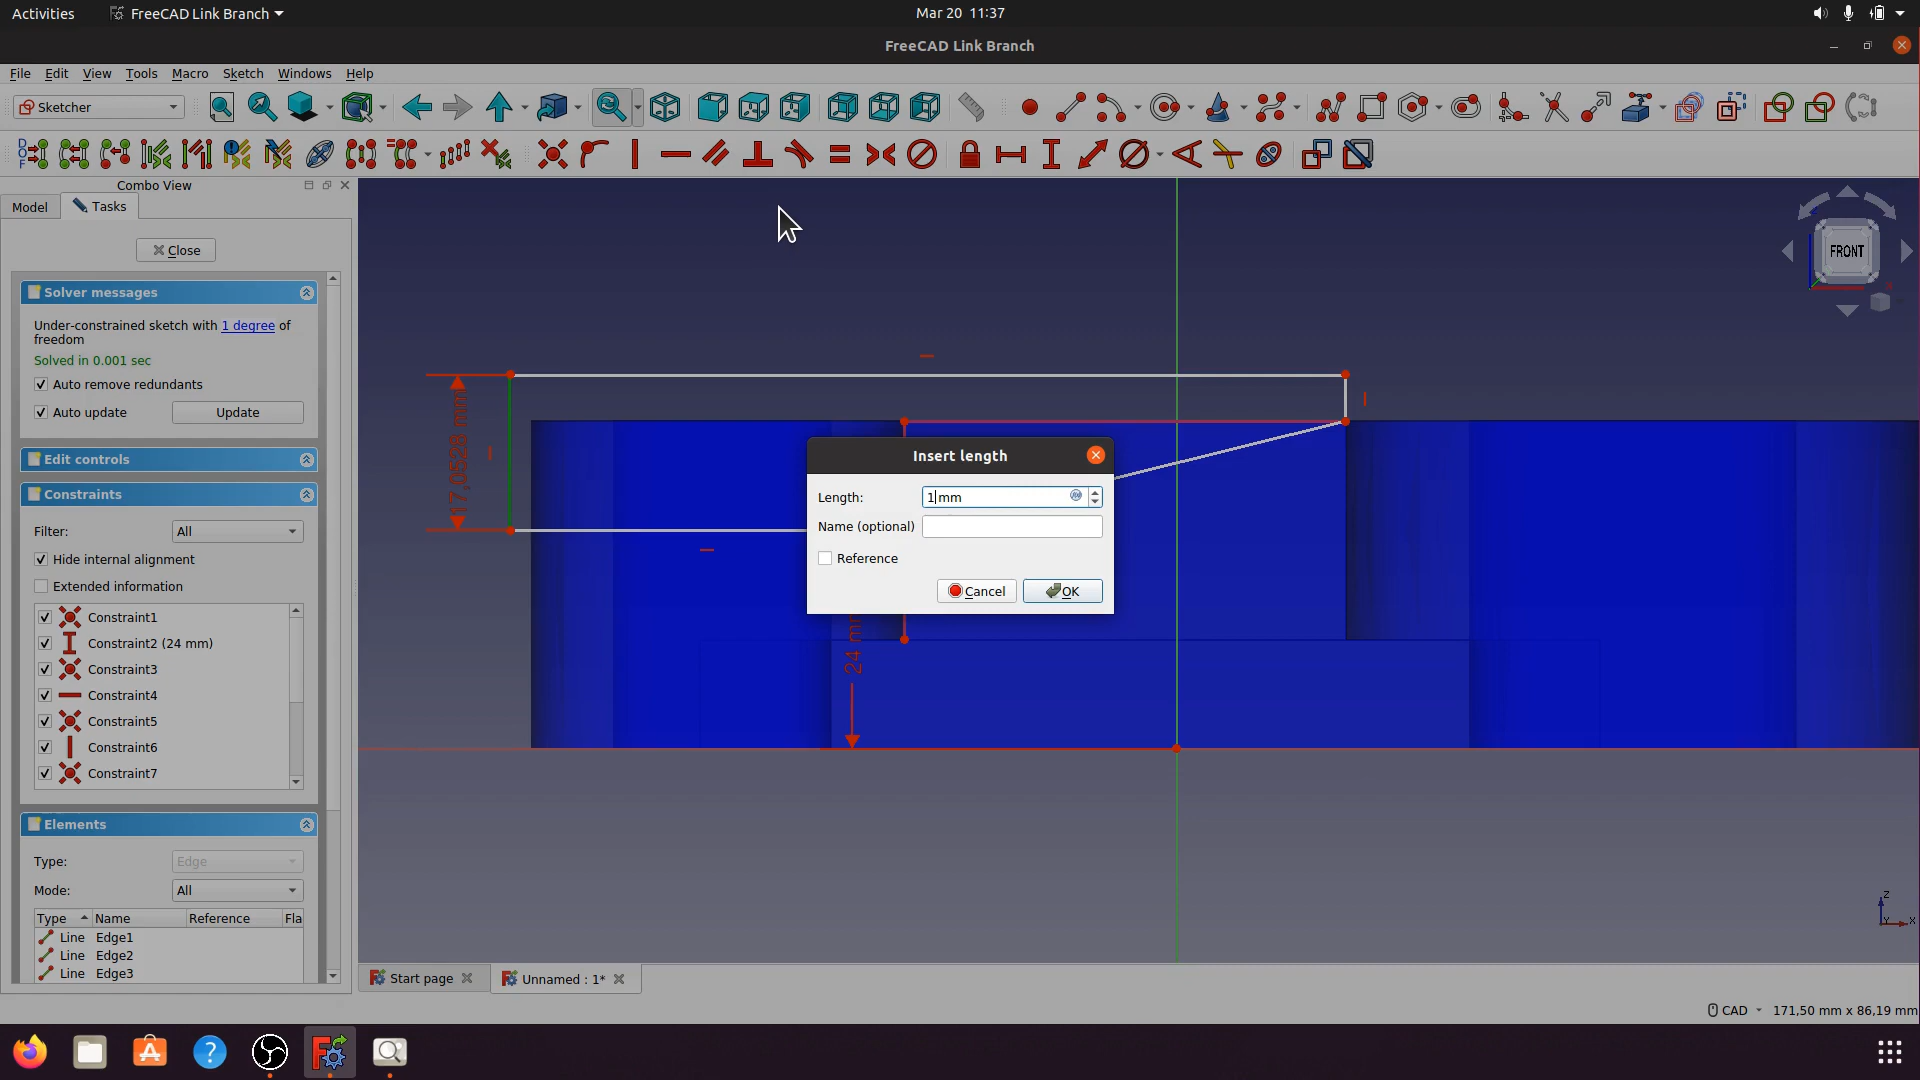 Activities
FreeCAD Link Branch
Mar 20 11:37
FreeCAD Link Branch
File Edit View Tools Macro Sketch Windows Help
Sketcher
DOF
Combo View
Model Tasks
Close
Solver messages
Under-constrained sketch with 1 degree of
freedom
Solved in 0.001 sec
Auto remove redundants
Auto update Update
Edit controls
Constraints
Filter: All
Hide internal alignment
Extended information
Constraint1
Constraint2 (24 mm)
Constraint3
Constraint4
Constraint5
Constraint6
Constraint7
Elements
Type: Edge
Mode: All
Type Name Reference Fla
Line Edge1
Line Edge2
Line Edge3
FRONT
17,0528 mm
24 mm
Insert length
Length: 1 mm
Name (optional)
Reference
Cancel OK
Z
Y X
Start page
Unnamed : 1*
CAD 171,50 mm x 86,19 mm